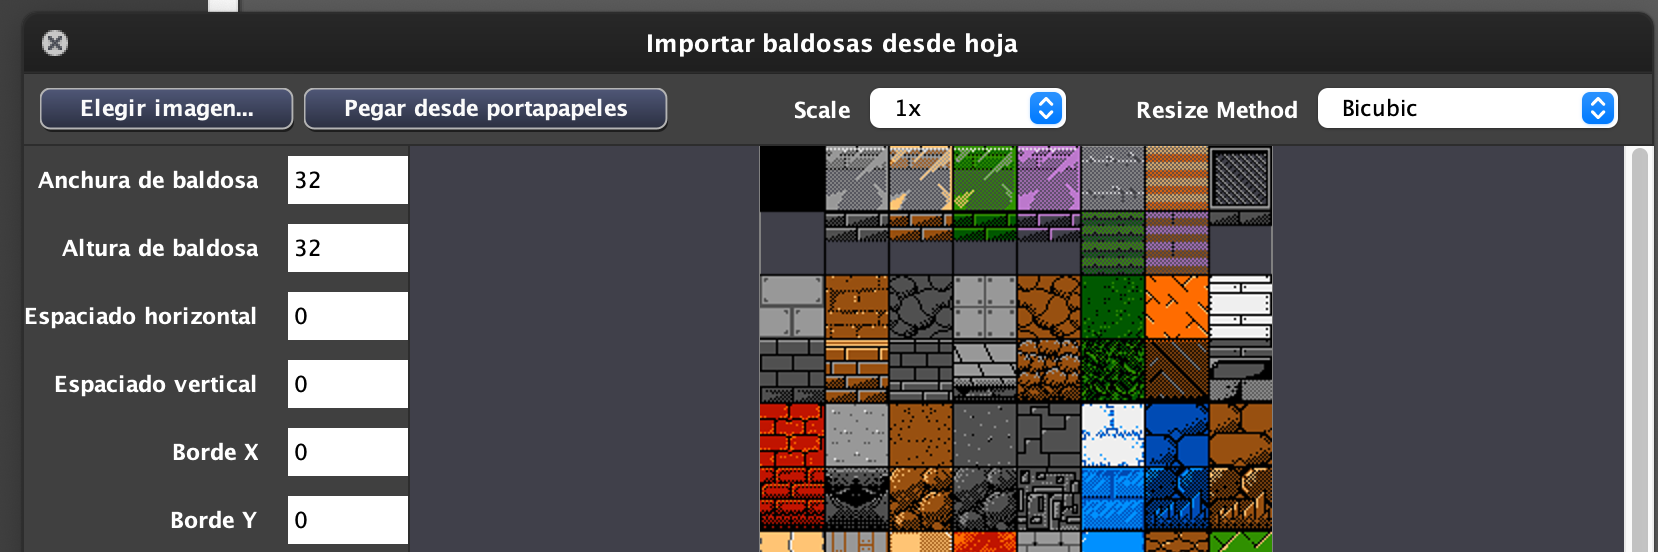 Importar baldosas desde hoja
Elegir imagen... Pegar desde portapapeles Scale 1x Resize Method Bicubic
Anchura de baldosa 32
Altura de baldosa 32
Espaciado horizontal 0
Espaciado vertical 0
Borde X 0
Borde Y 0